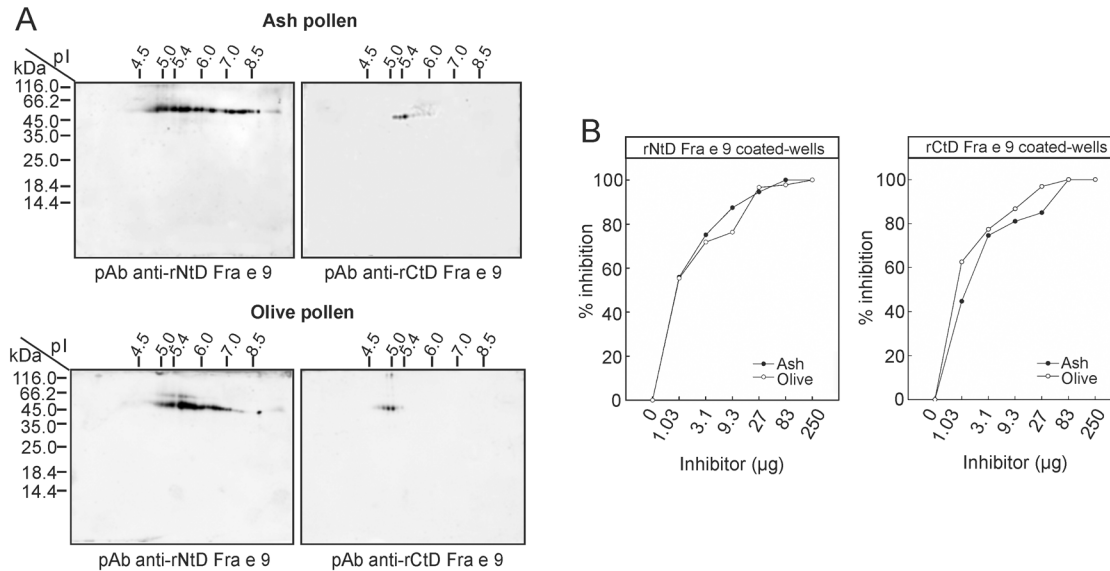 A
Ash pollen
pI
kDa
4.5 5.0 5.4 6.0 7.0 8.5
4.5 5.0 5.4 6.0 7.0 8.5
116.0
66.2
45.0
35.0
25.0
18.4
14.4
pAb anti-rNtD Fra e 9
pAb anti-rCtD Fra e 9
Olive pollen
pI
kDa
4.5 5.0 5.4 6.0 7.0 8.5
4.5 5.0 5.4 6.0 7.0 8.5
116.0
66.2
45.0
35.0
25.0
18.4
14.4
pAb anti-rNtD Fra e 9
pAb anti-rCtD Fra e 9
B
rNtD Fra e 9 coated-wells
% inhibition
100
80
60
40
20
0
Ash
Olive
0 1.03 3.1 9.3 27 83 250
Inhibitor (µg)
rCtD Fra e 9 coated-wells
% inhibition
100
80
60
40
20
0
Ash
Olive
0 1.03 3.1 9.3 27 83 250
Inhibitor (µg)